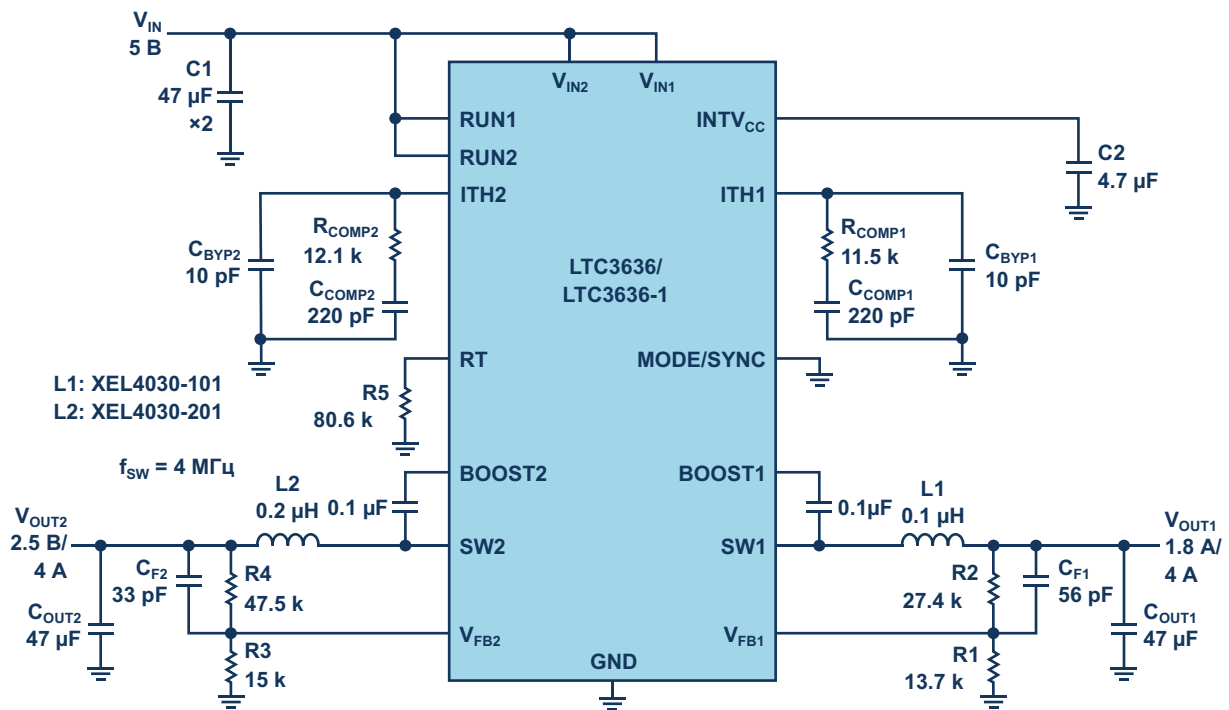 VIN
5 В
C1
47 µF
×2
VIN2
VIN1
RUN1
RUN2
ITH2
INTVCC
ITH1
C2
4.7 µF
RCOMP2
12.1 k
CBYP2
10 pF
CCOMP2
220 pF
LTC3636/
LTC3636-1
RCOMP1
11.5 k
CBYP1
10 pF
CCOMP1
220 pF
RT
MODE/SYNC
R5
80.6 k
L1: XEL4030-101
L2: XEL4030-201
fSW = 4 МГц
BOOST2
BOOST1
L2
0.2 µH
0.1 µF
0.1µF
L1
0.1 µH
VOUT2
2.5 В/
4 A
SW2
SW1
VOUT1
1.8 A/
4 A
CF2
33 pF
R4
47.5 k
R2
27.4 k
CF1
56 pF
COUT2
47 µF
COUT1
47 µF
VFB2
VFB1
R3
15 k
GND
R1
13.7 k